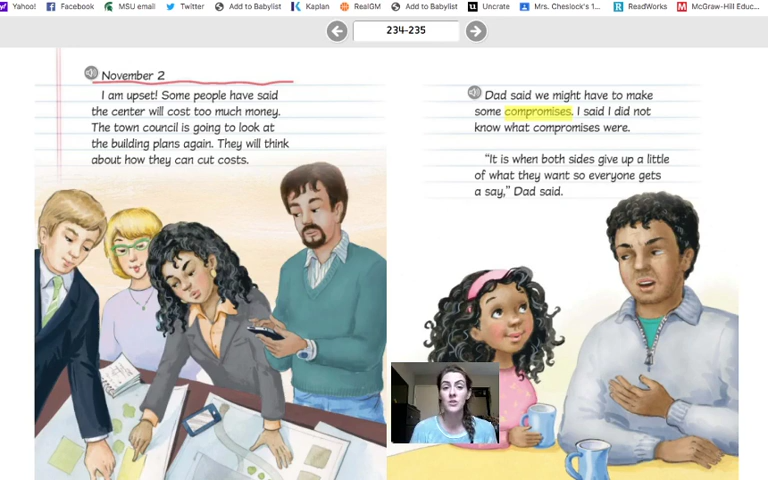 Yahoo!
Facebook
MSU email
Twitter
Add to Babylist
Kaplan
RealGM
Add to Babylist
Uncrate
Mrs. Cheslock's 1...
ReadWorks
McGraw-Hill Educ...
234-235
November 2
I am upset! Some people have said
the center will cost too much money.
The town council is going to look at
the building plans again. They will think
about how they can cut costs.
Dad said we might have to make
some compromises. I said I did not
know what compromises were.
“It is when both sides give up a little
of what they want so everyone gets
a say,” Dad said.